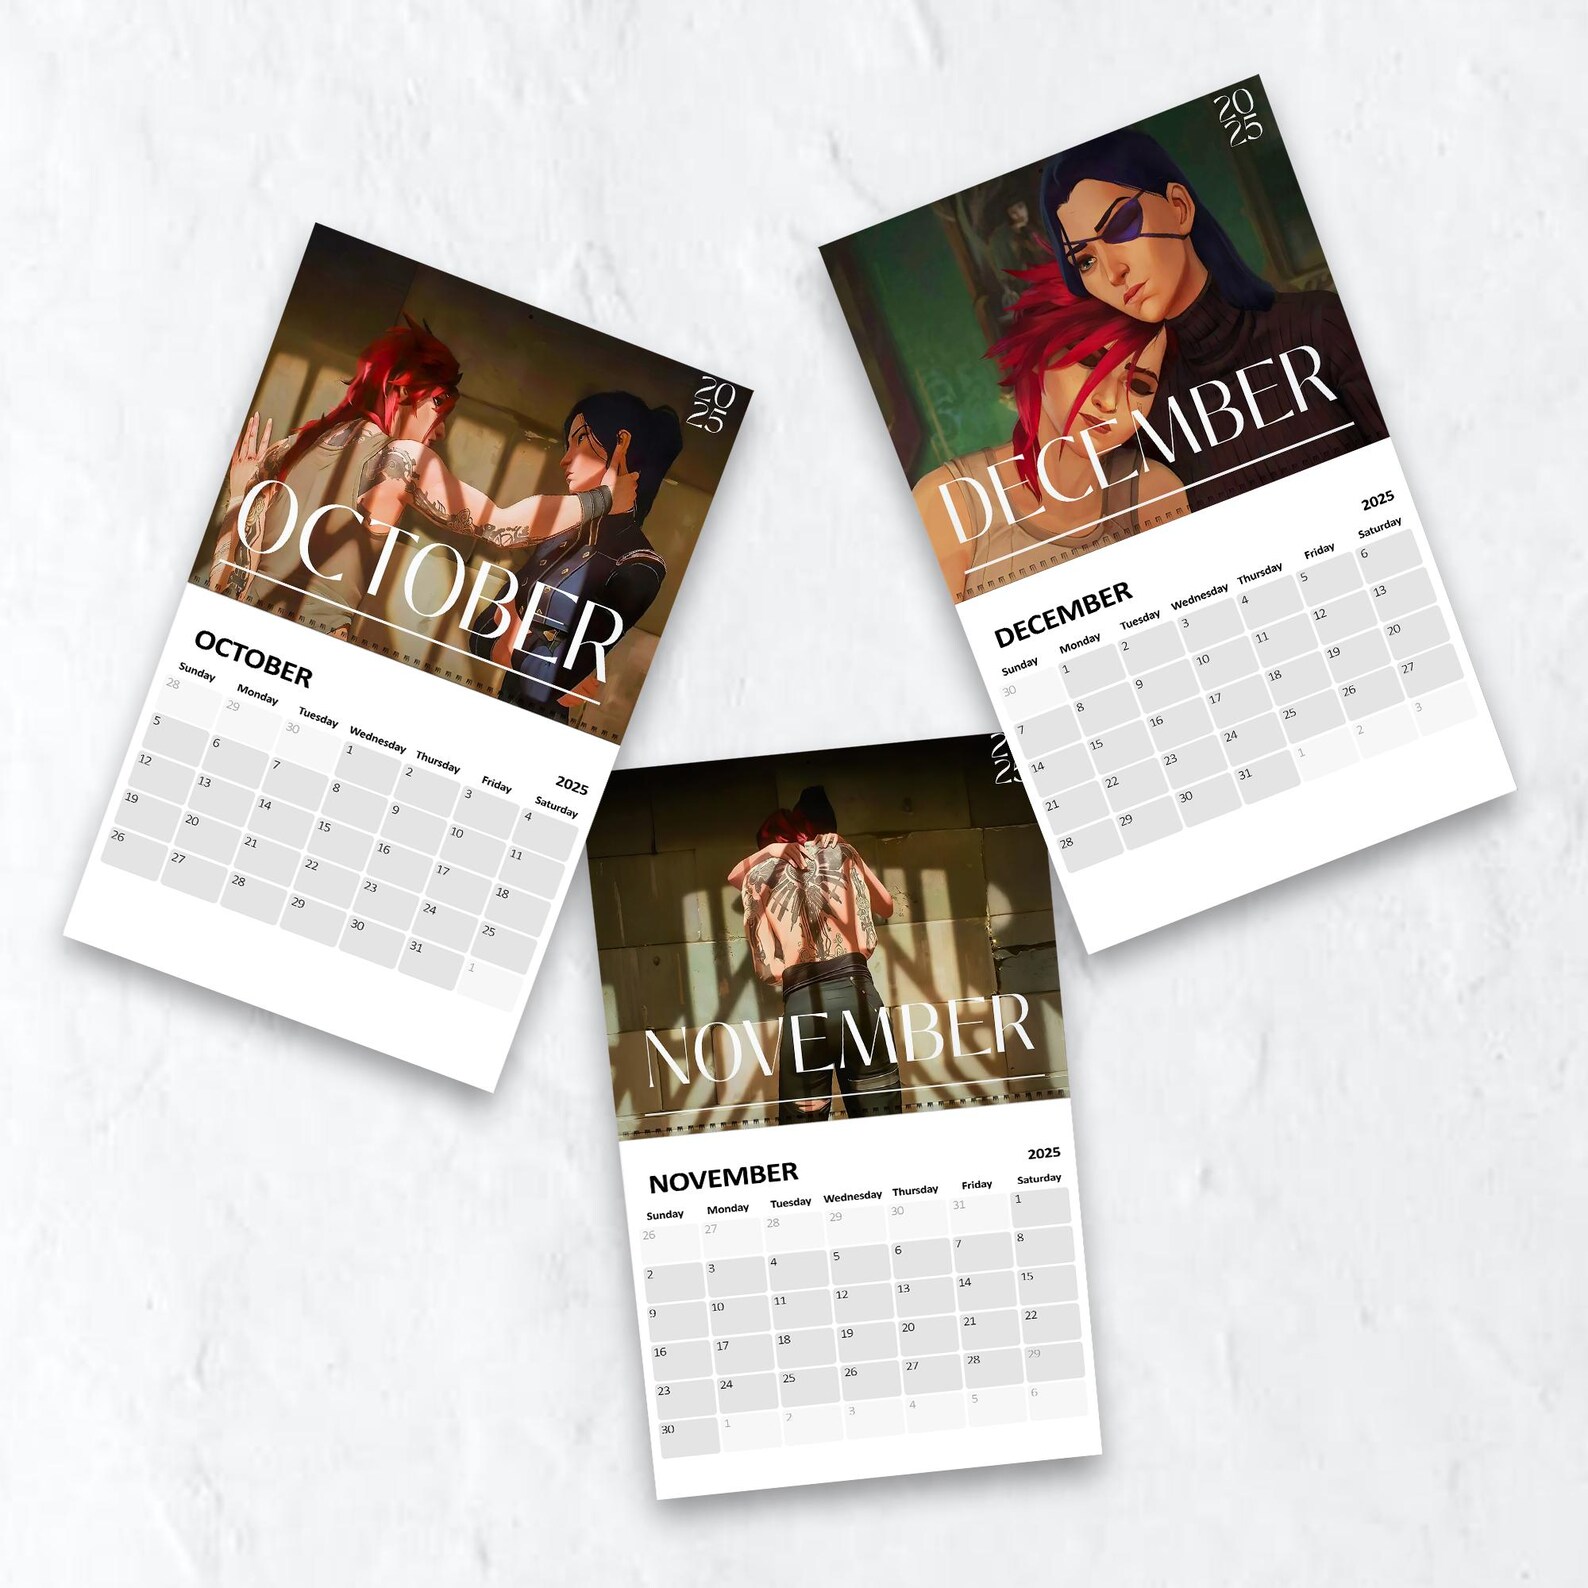 20
25
OCTOBER
OCTOBER
2025
Sunday Monday Tuesday Wednesday Thursday Friday Saturday
28 29 30 1 2 3 4
5 6 7 8 9 10 11
12 13 14 15 16 17 18
19 20 21 22 23 24 25
26 27 28 29 30 31 1
20
25
DECEMBER
DECEMBER
2025
Sunday Monday Tuesday Wednesday Thursday Friday Saturday
30 1 2 3 4 5 6
7 8 9 10 11 12 13
14 15 16 17 18 19 20
21 22 23 24 25 26 27
28 29 30 31 1 2 3
25
NOVEMBER
NOVEMBER
2025
Sunday Monday Tuesday Wednesday Thursday Friday Saturday
26 27 28 29 30 31 1
2 3 4 5 6 7 8
9 10 11 12 13 14 15
16 17 18 19 20 21 22
23 24 25 26 27 28 29
30 1 2 3 4 5 6